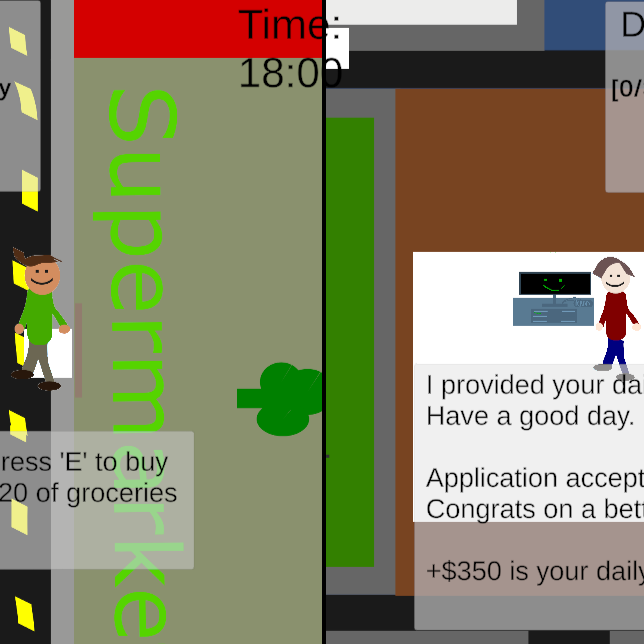 Time:
18:00
y
Supermarke
ress 'E' to buy
20 of groceries
D
[0/
I provided your da
Have a good day.
Application accept
Congrats on a bett
+$350 is your daily